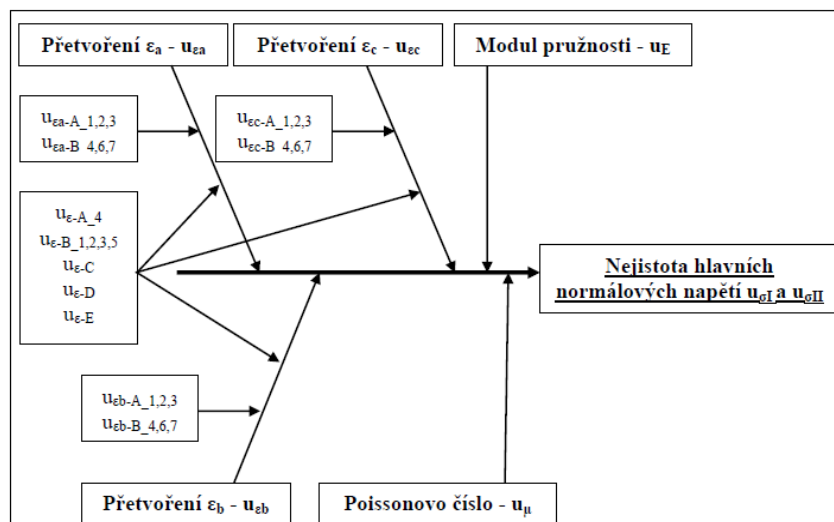 Přetvoření εa - uεa
Přetvoření εc - uεc
Modul pružnosti - uE
uεa-A_1,2,3
uεa-B_4,6,7
uεc-A_1,2,3
uεc-B_4,6,7
uε-A_4
uε-B_1,2,3,5
uε-C
uε-D
uε-E
Nejistota hlavních
normálových napětí uσI a uσII
uεb-A_1,2,3
uεb-B_4,6,7
Přetvoření εb - uεb
Poissonovo číslo - uμ